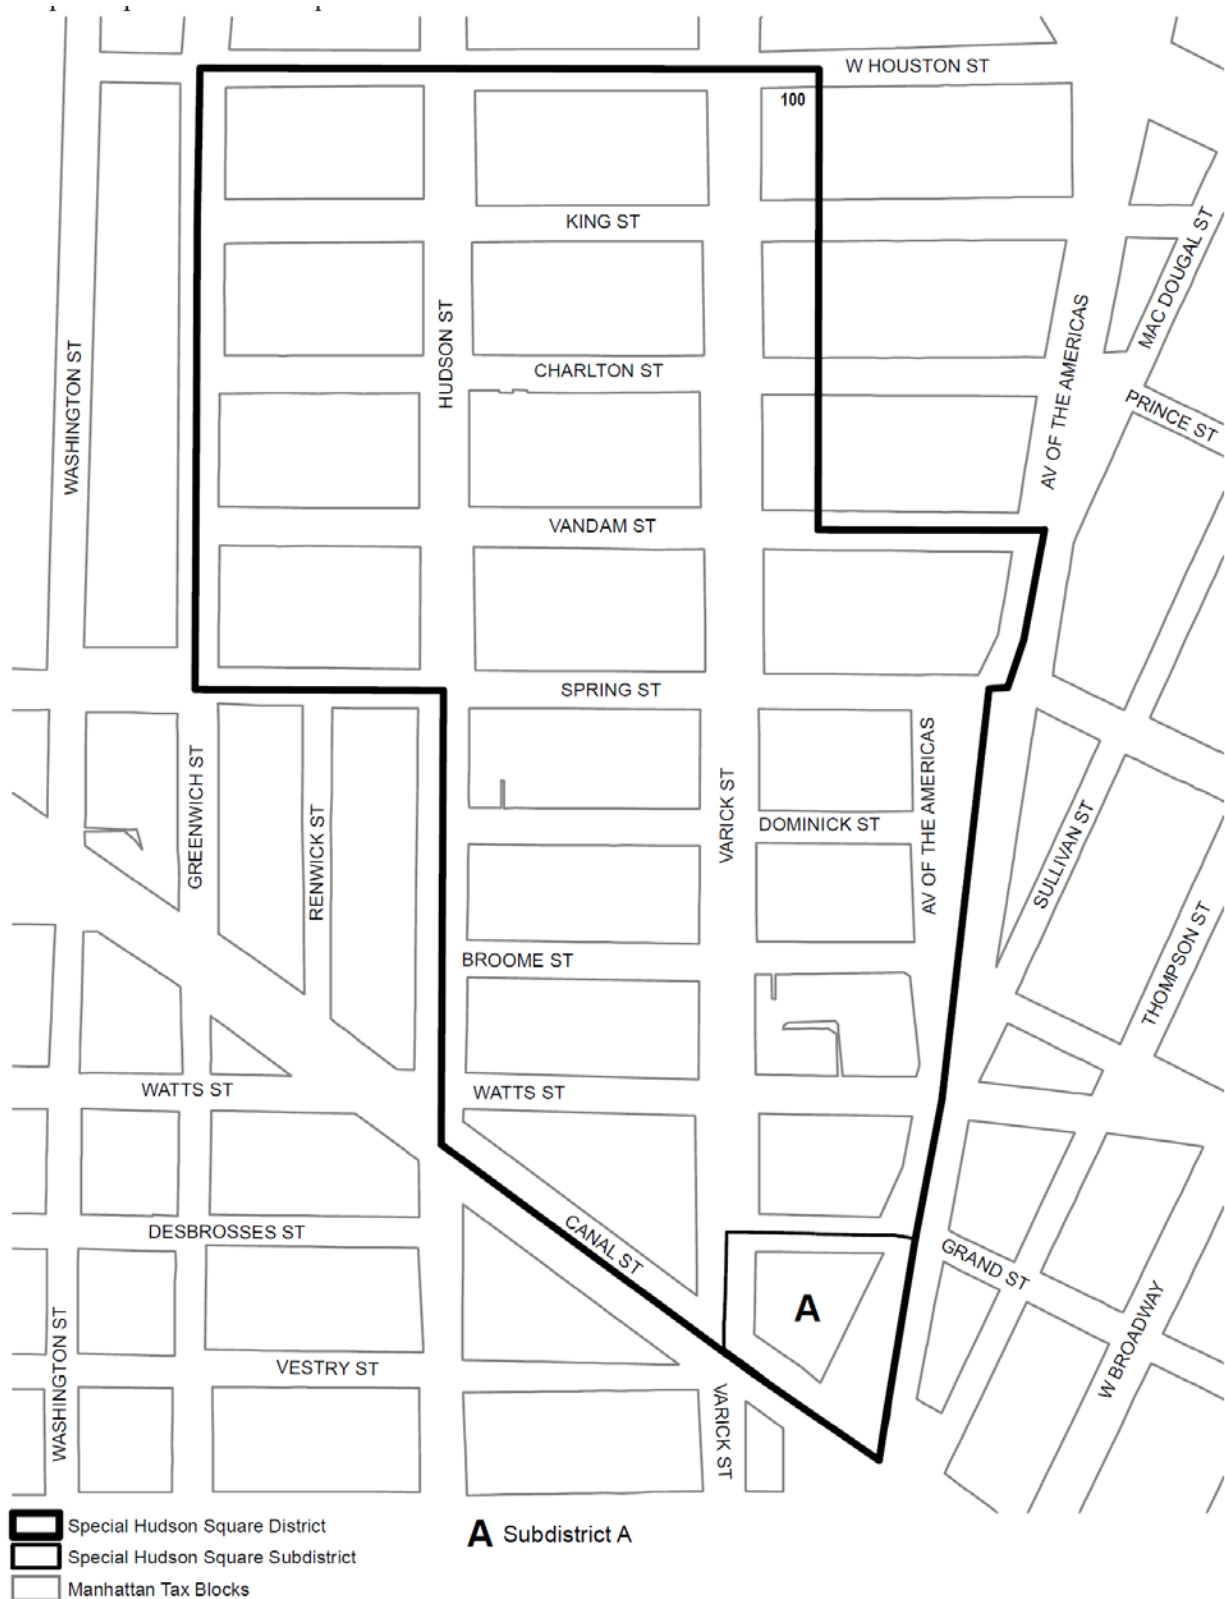 W HOUSTON ST
100
KING ST
MAC DOUGAL ST
HUDSON ST
AV OF THE AMERICAS
WASHINGTON ST
CHARLTON ST
PRINCE ST
VANDAM ST
SPRING ST
GREENWICH ST
RENWICK ST
VARICK ST
AV OF THE AMERICAS
DOMINICK ST
SULLIVAN ST
THOMPSON ST
BROOME ST
WATTS ST
WATTS ST
DESBROSSES ST
CANAL ST
GRAND ST
A
WASHINGTON ST
W BROADWAY
VESTRY ST
VARICK ST
Special Hudson Square District
A Subdistrict A
Special Hudson Square Subdistrict
Manhattan Tax Blocks